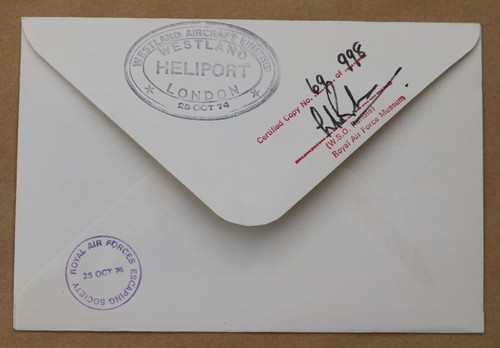 WESTLAND AIRCRAFT LIMITED
WESTLAND
HELIPORT
LONDON
25 OCT 74
Certified Copy No. 69 of 998
(W.S.O.
Royal Air Force Museum
ROYAL AIR FORCES ESCAPING SOCIETY
25 OCT 74